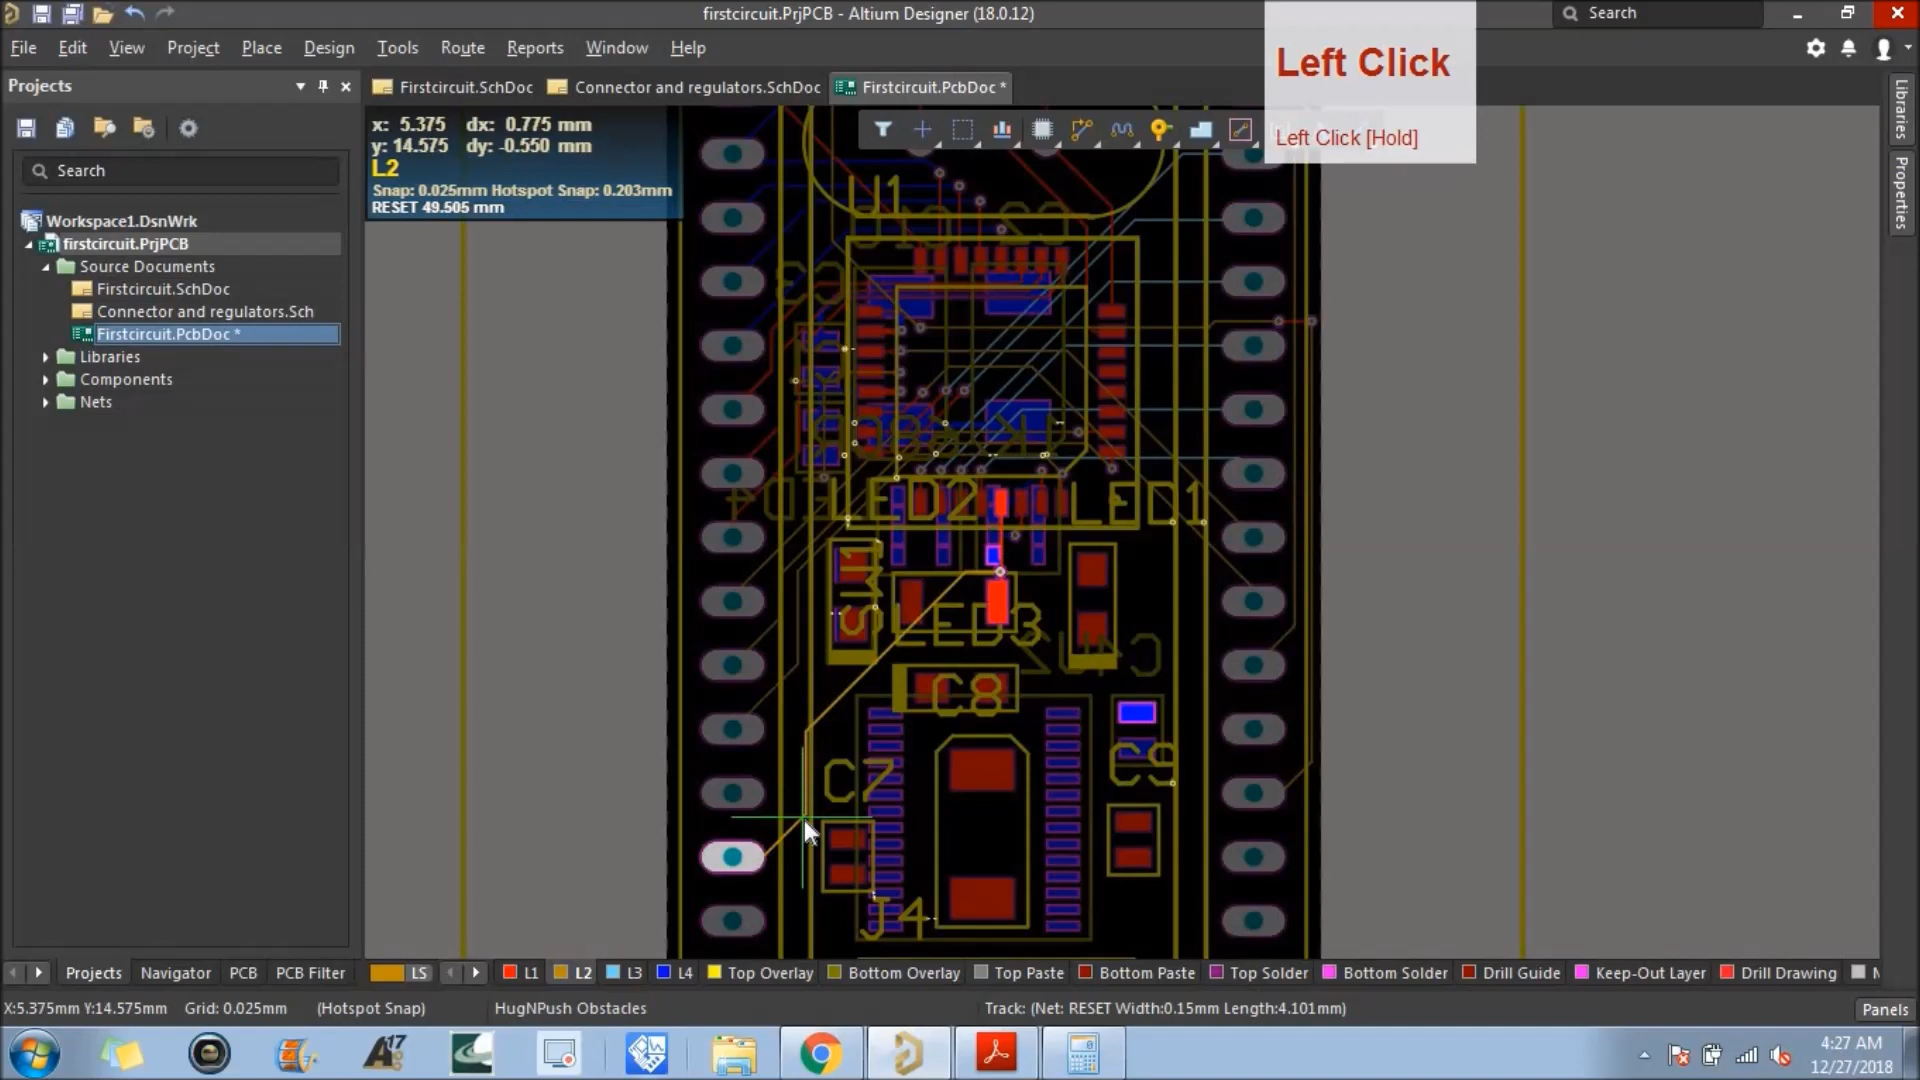 firstcircuit.PrjPCB - Altium Designer (18.0.12)
Search
File Edit View Project Place Design Tools Route Reports Window Help
Left Click
Left Click [Hold]
Projects
Firstcircuit.SchDoc
Connector and regulators.SchDoc
Firstcircuit.PcbDoc *
Libraries
Properties
x: 5.375 dx: 0.775 mm
y: 14.575 dy: -0.550 mm
L2
Snap: 0.025mm Hotspot Snap: 0.203mm
RESET 49.505 mm
Search
Workspace1.DsnWrk
firstcircuit.PrjPCB
Source Documents
Firstcircuit.SchDoc
Connector and regulators.Sch
Firstcircuit.PcbDoc *
Libraries
Components
Nets
U1
LED2
LED1
SW1
LED3
C8
C7
C9
J4
Projects Navigator PCB PCB Filter
LS L1 L2 L3 L4 Top Overlay Bottom Overlay Top Paste Bottom Paste Top Solder Bottom Solder Drill Guide Keep-Out Layer Drill Drawing
X:5.375mm Y:14.575mm Grid: 0.025mm (Hotspot Snap) HugNPush Obstacles Track: (Net: RESET Width:0.15mm Length:4.101mm) Panels
A17
4:27 AM
12/27/2018